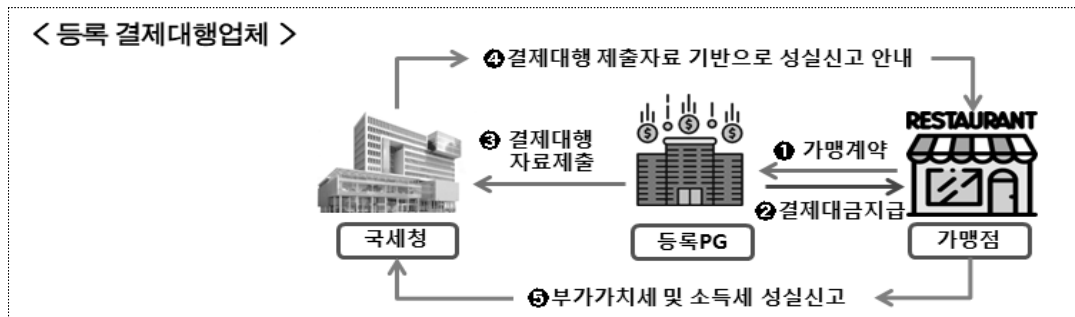 < 등록 결제대행업체 >
❹결제대행 제출자료 기반으로 성실신고 안내
RESTAURANT
❸ 결제대행
자료제출
❶ 가맹계약
❷결제대금지급
국세청
등록PG
가맹점
❺부가가치세 및 소득세 성실신고